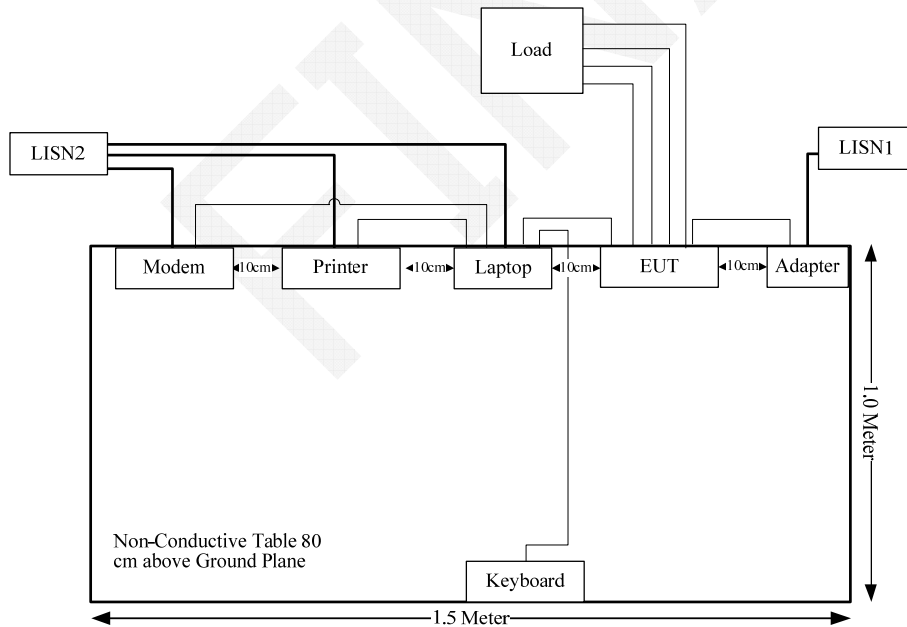 Load
LISN2
LISN1
Modem
10cm
Printer
10cm
Laptop
10cm
EUT
10cm
Adapter
1.0 Meter
Non-Conductive Table 80
cm above Ground Plane
Keyboard
1.5 Meter